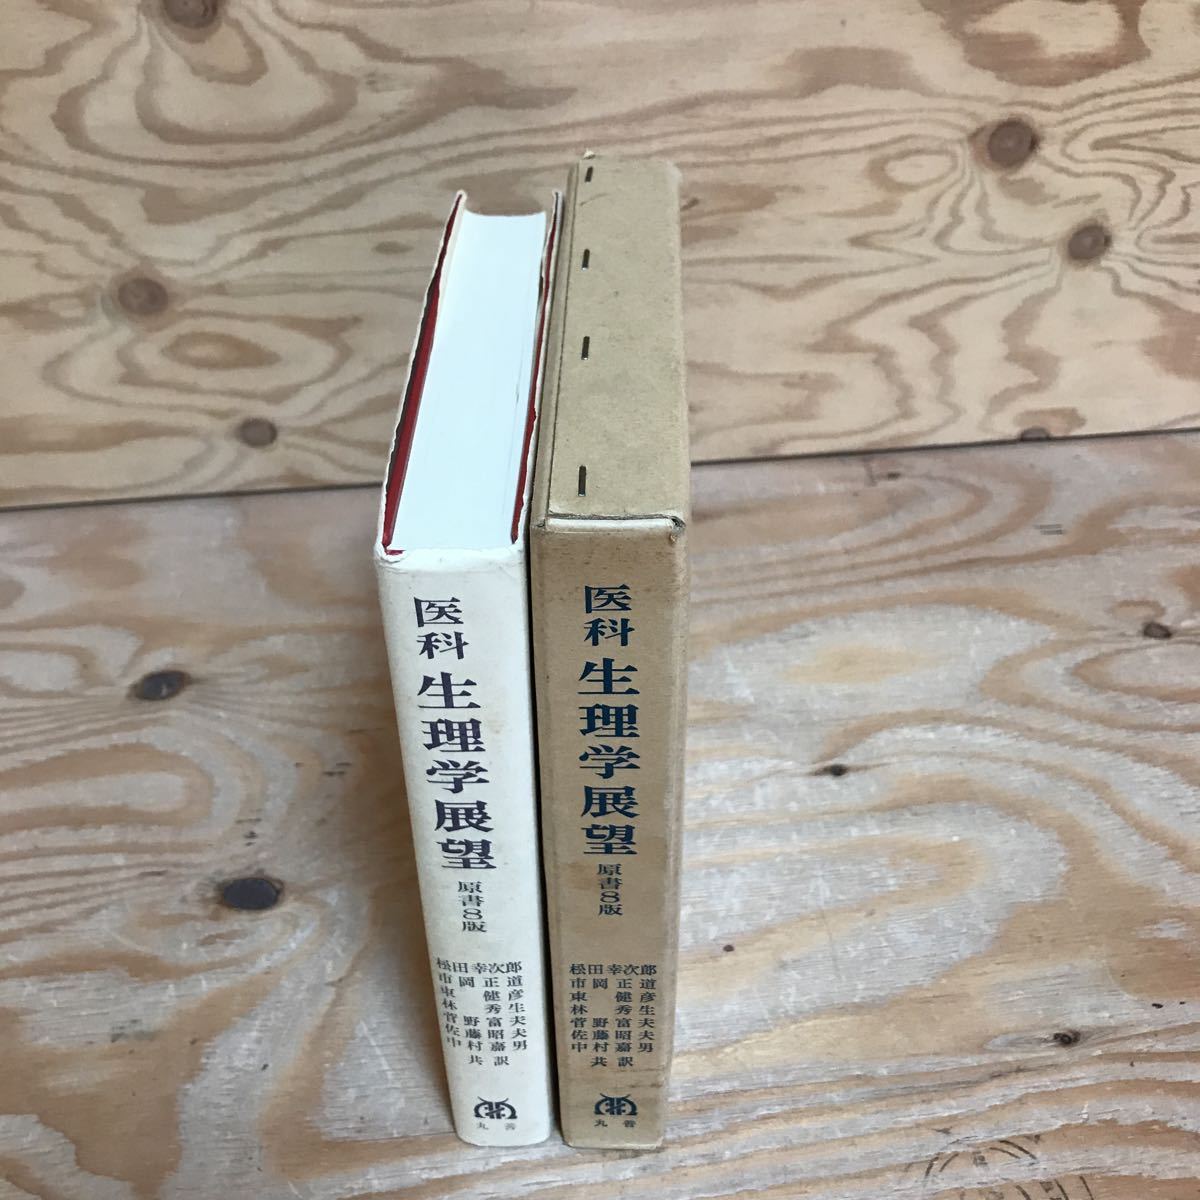 医科 生理学展望 原書8版
松田幸次郎
市岡正道
東健彦
林秀生
菅野富夫
佐藤昭夫
中村嘉男
共訳
丸善
医科 生理学展望 原書8版
松田幸次郎
市岡正道
東健彦
林秀生
菅野富夫
佐藤昭夫
中村嘉男
共訳
丸善